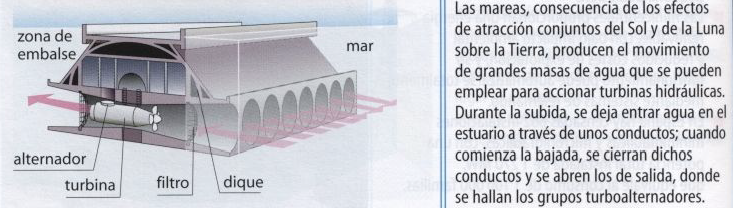 zona de
embalse
mar
alternador
turbina
filtro
dique
Las mareas, consecuencia de los efectos
de atracción conjuntos del Sol y de la Luna
sobre la Tierra, producen el movimiento
de grandes masas de agua que se pueden
emplear para accionar turbinas hidráulicas.
Durante la subida, se deja entrar agua en el
estuario a través de unos conductos; cuando
comienza la bajada, se cierran dichos
conductos y se abren los de salida, donde
se hallan los grupos turboalternadores.